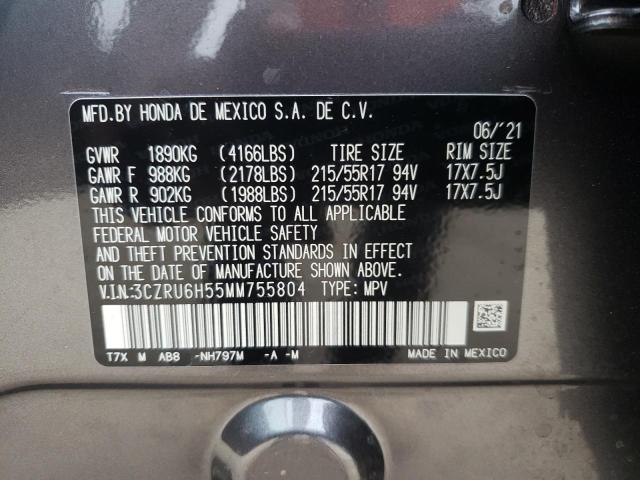 MFD.BY HONDA DE MEXICO S.A. DE C.V.
06/'21
GVWR 1890KG (4166LBS) TIRE SIZE RIM SIZE
GAWR F 988KG (2178LBS) 215/55R17 94V 17X7.5J
GAWR R 902KG (1988LBS) 215/55R17 94V 17X7.5J
THIS VEHICLE CONFORMS TO ALL APPLICABLE
FEDERAL MOTOR VEHICLE SAFETY
AND THEFT PREVENTION STANDARDS IN EFFECT
ON THE DATE OF MANUFACTURE SHOWN ABOVE.
V.I.N:3CZRU6H55MM755804 TYPE: MPV
T7X M AB8 -NH797M -A -M MADE IN MEXICO